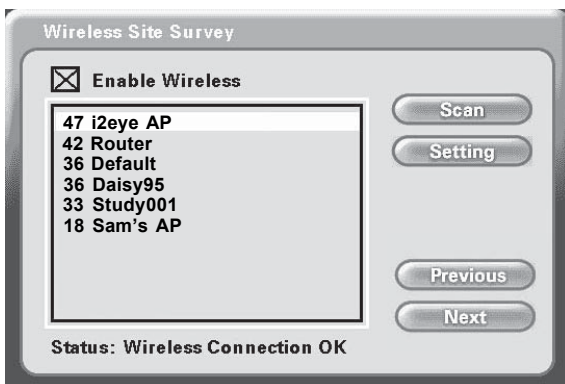 Wireless Site Survey
Enable Wireless
47 i2eye AP
42 Router
36 Default
36 Daisy95
33 Study001
18 Sam's AP
Scan
Setting
Previous
Next
Status: Wireless Connection OK